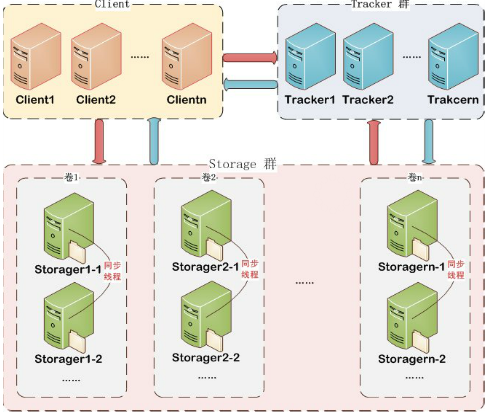 Client
Tracker 群
Client1
Client2
……
Clientn
Tracker1
Tracker2
……
Trakcern
Storage 群
卷1
卷2
卷n
Storager1-1
同步
线程
Storager1-2
……
Storager2-1
同步
线程
Storager2-2
……
……
Storagern-1
同步
线程
Storagern-2
……